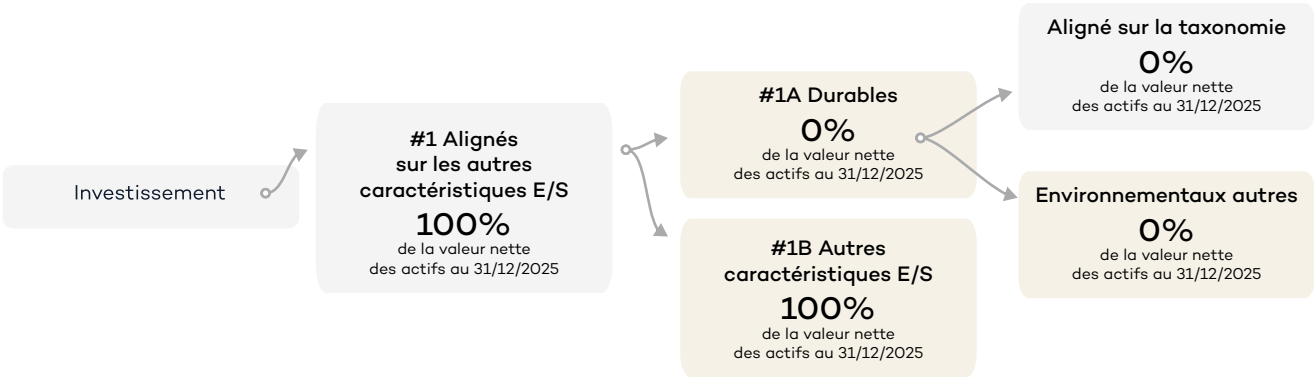 Investissement
#1 Alignés
sur les autres
caractéristiques E/S
100%
de la valeur nette
des actifs au 31/12/2025
#1A Durables
0%
de la valeur nette
des actifs au 31/12/2025
#1B Autres
caractéristiques E/S
100%
de la valeur nette
des actifs au 31/12/2025
Aligné sur la taxonomie
0%
de la valeur nette
des actifs au 31/12/2025
Environnementaux autres
0%
de la valeur nette
des actifs au 31/12/2025